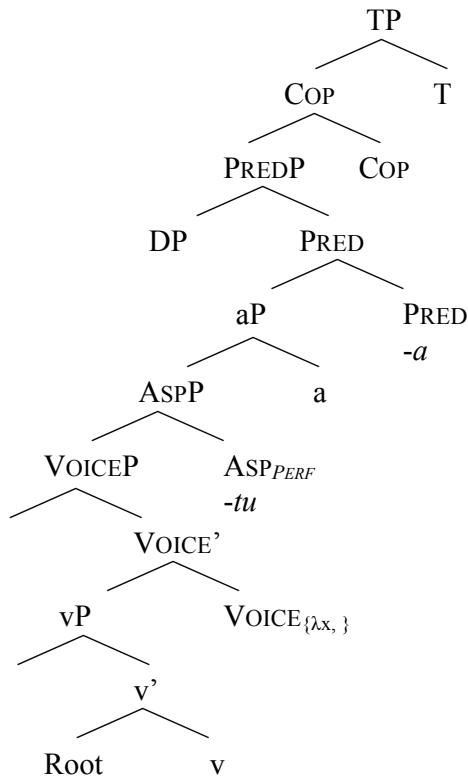 TP
COP T
PREDP COP
DP PRED
aP PRED
-a
ASPP a
VOICEP ASPPERF
-tu
VOICE’
vP VOICE{λx, }
v’
Root v